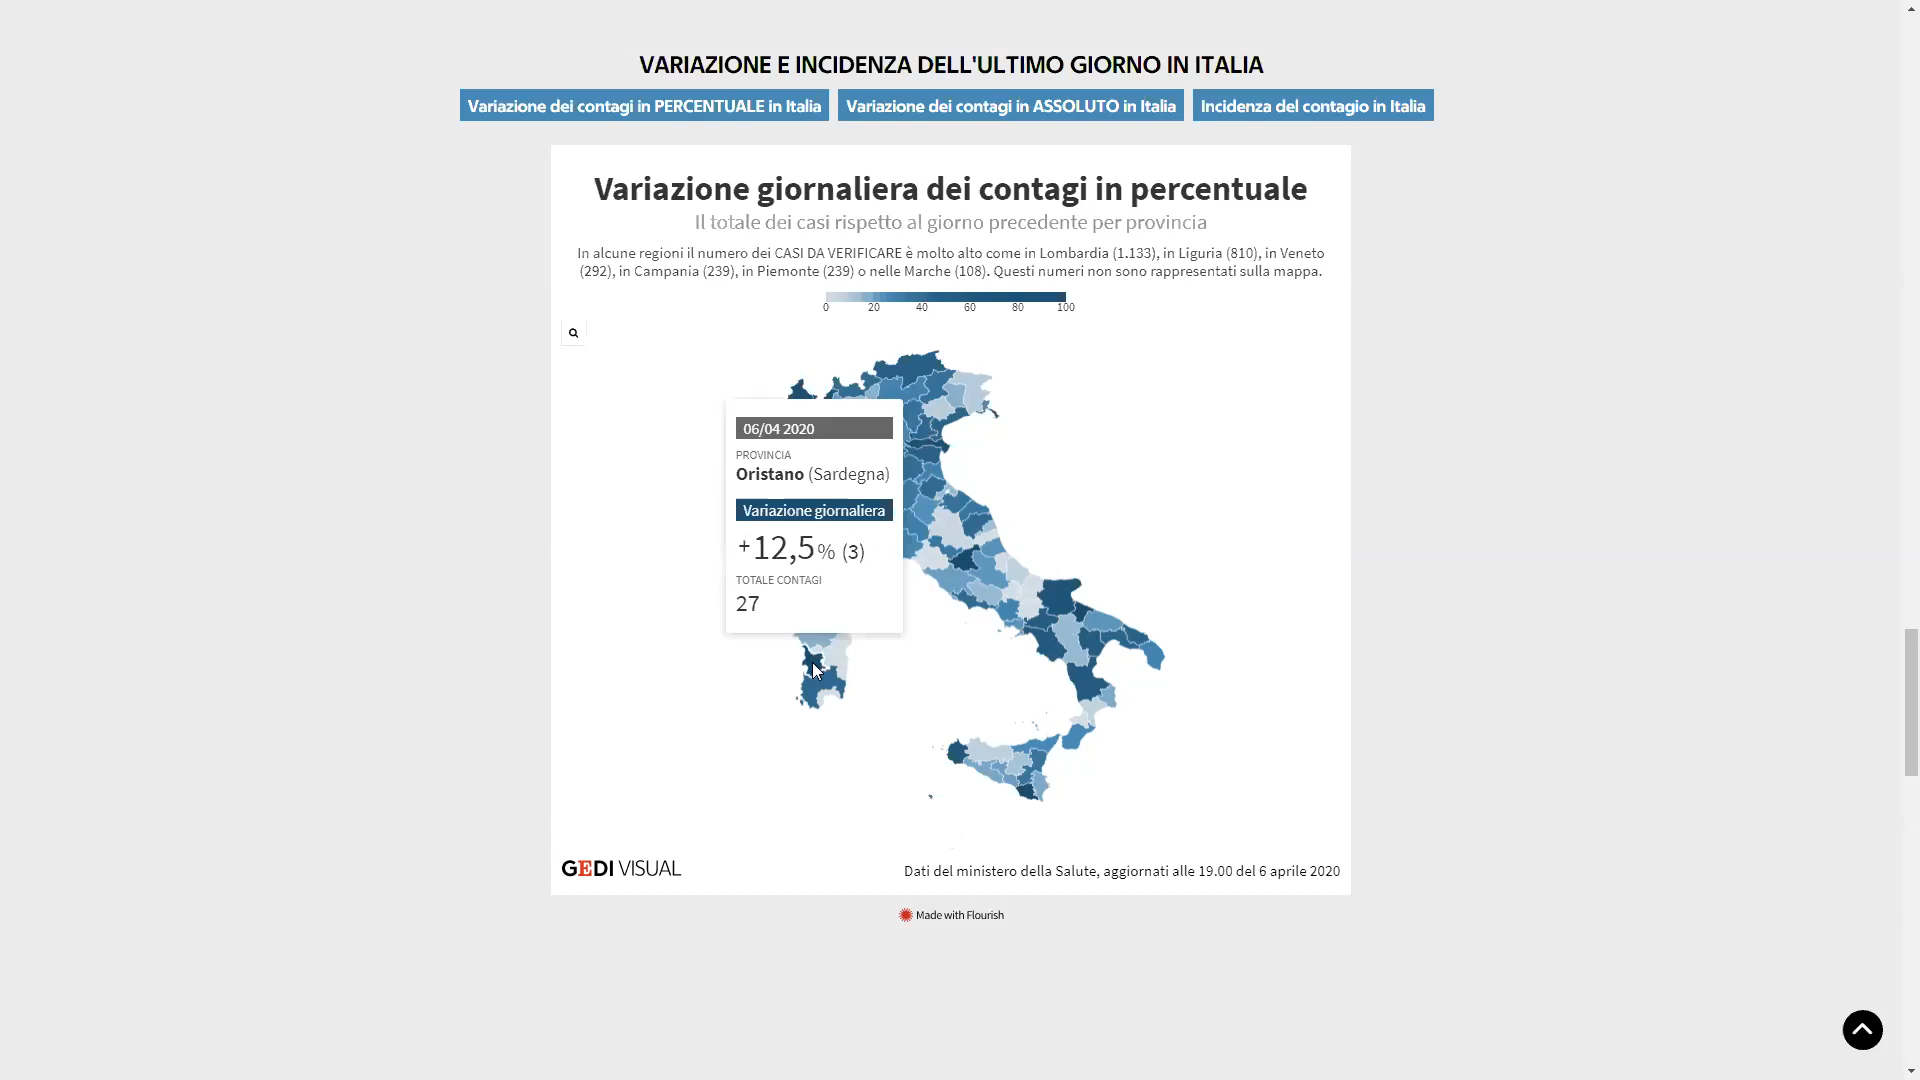 VARIAZIONE E INCIDENZA DELL'ULTIMO GIORNO IN ITALIA
Variazione dei contagi in PERCENTUALE in Italia
Variazione dei contagi in ASSOLUTO in Italia
Incidenza del contagio in Italia
Variazione giornaliera dei contagi in percentuale
Il totale dei casi rispetto al giorno precedente per provincia
In alcune regioni il numero dei CASI DA VERIFICARE è molto alto come in Lombardia (1.133), in Liguria (810), in Veneto
(292), in Campania (239), in Piemonte (239) o nelle Marche (108). Questi numeri non sono rappresentati sulla mappa.
0 20 40 60 80 100
06/04 2020
PROVINCIA
Oristano (Sardegna)
Variazione giornaliera
+12,5% (3)
TOTALE CONTAGI
27
GEDI VISUAL
Dati del ministero della Salute, aggiornati alle 19.00 del 6 aprile 2020
Made with Flourish